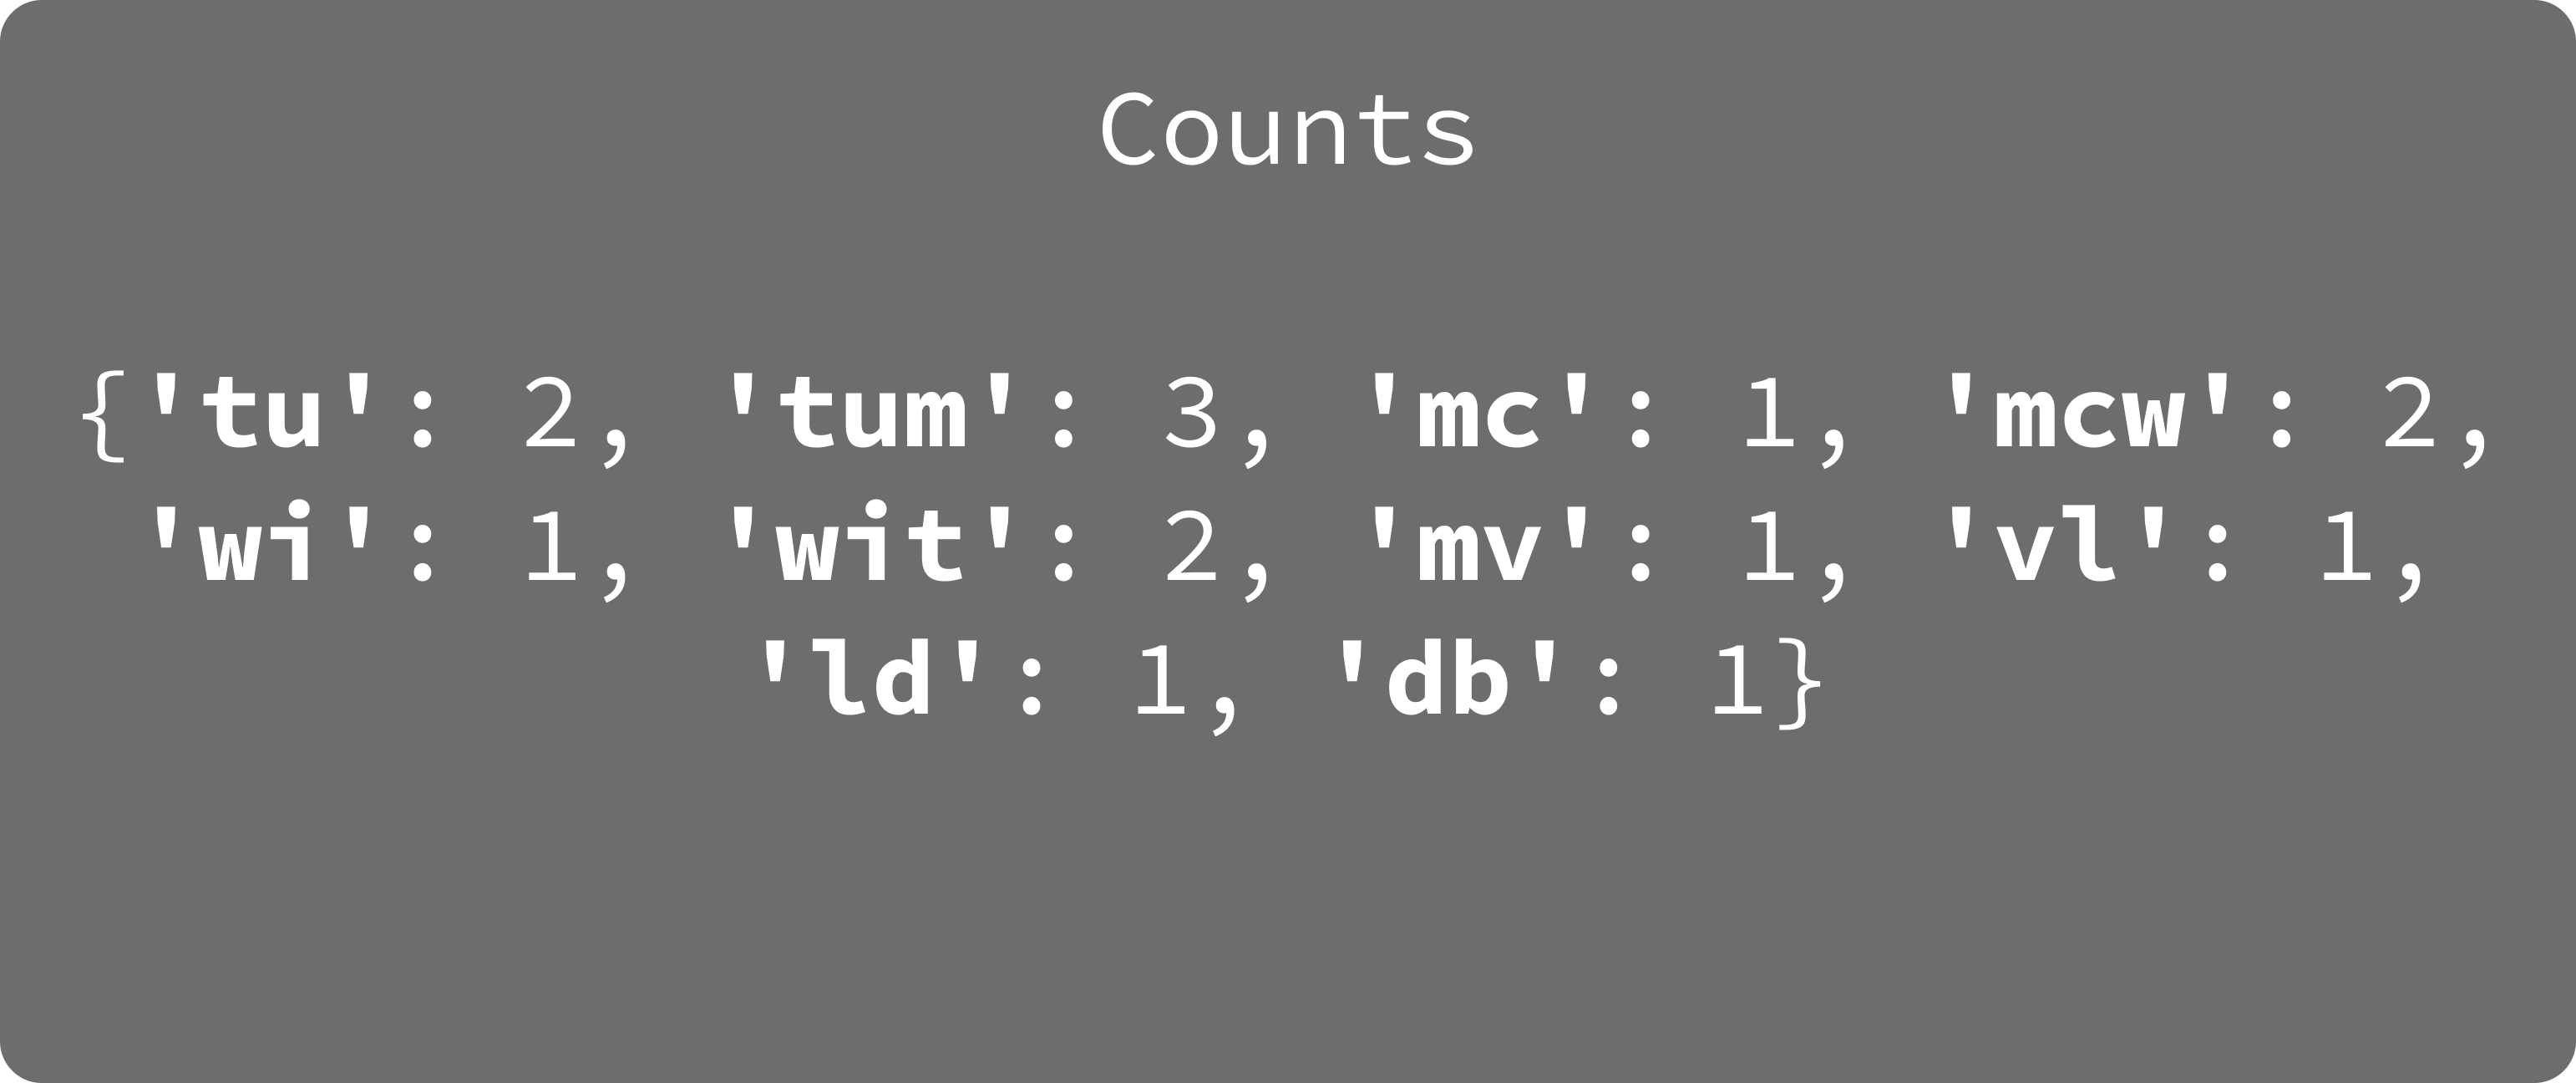 Counts
{'tu': 2, 'tum': 3, 'mc': 1, 'mcw': 2,
'wi': 1, 'wit': 2, 'mv': 1, 'vl': 1,
'ld': 1, 'db': 1}